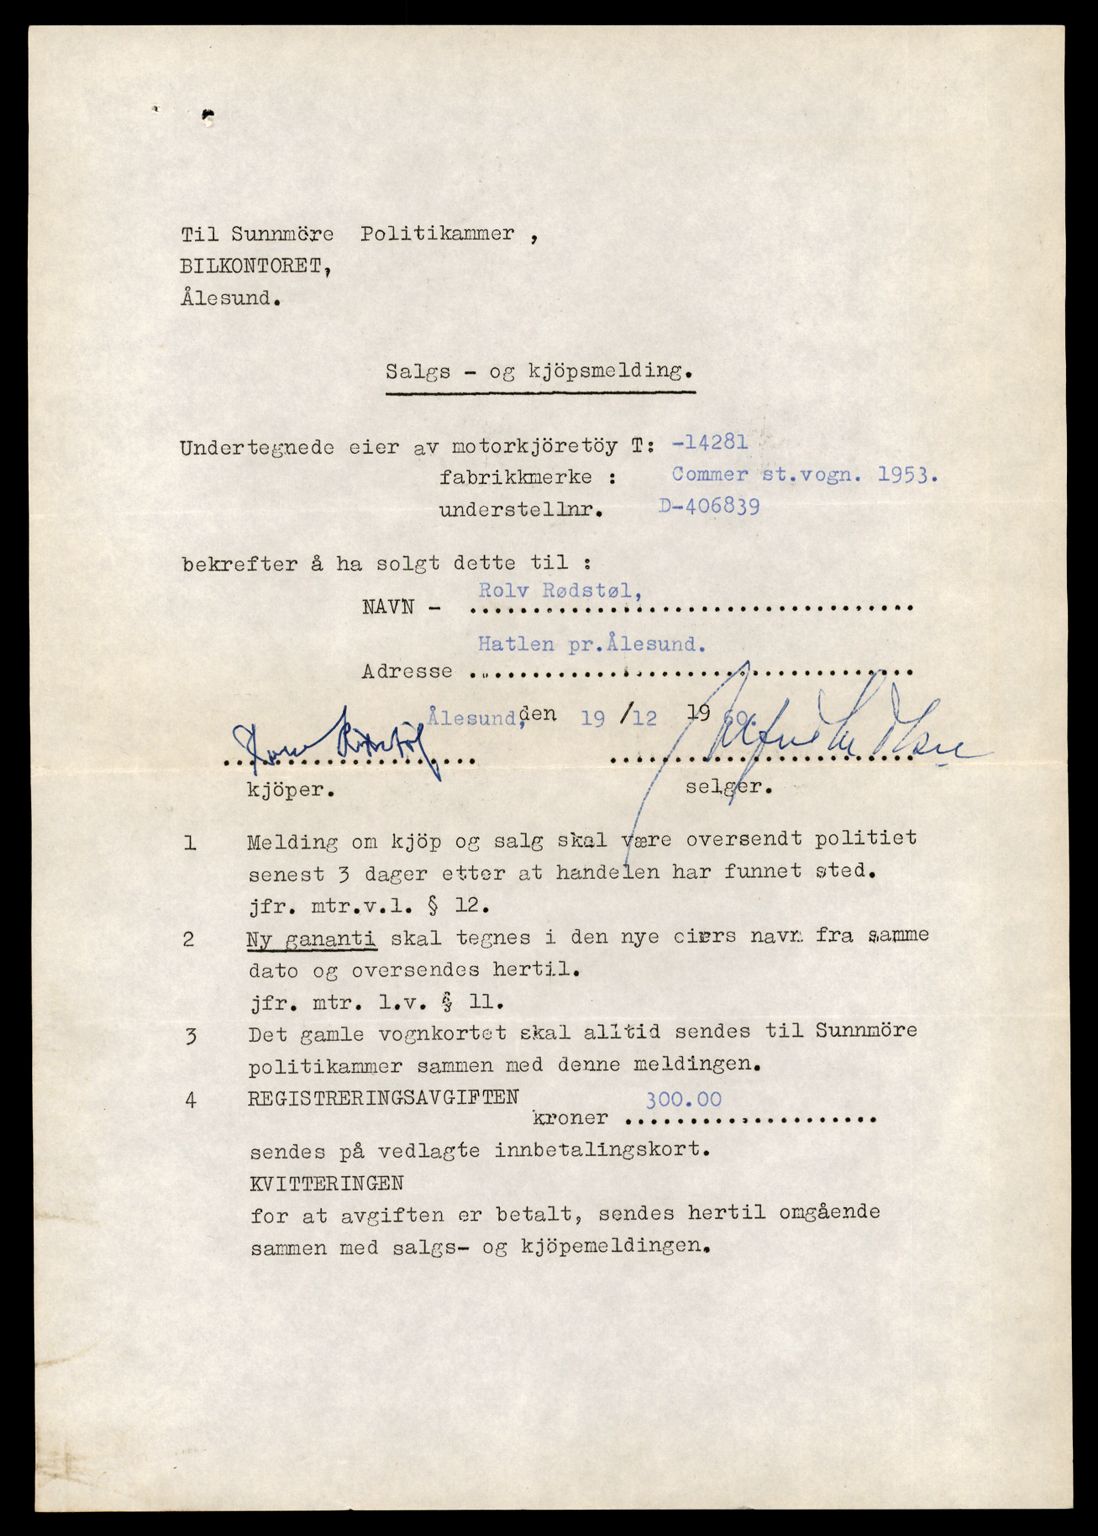 Til Sunnmöre Politikammer ,
BILKONTORET,
Ålesund.
Salgs - og kjöpsmelding.
Undertegnede eier av motorkjöretöy T: -14281
fabrikkmerke : Commer st.vogn. 1953.
understellnr. D-406839
bekrefter å ha solgt dette til :
NAVN - Rolv Rødstøl,
Adresse Hatlen pr.Ålesund.
Ålesund, den 19 /12 19 60.
Rødstøl
kjöper. selger.
1 Melding om kjöp og salg skal være oversendt politiet
senest 3 dager etter at handelen har funnet sted.
jfr. mtr.v.l. § 12.
2 Ny gananti skal tegnes i den nye eiers navn fra samme
dato og oversendes hertil.
jfr. mtr. l.v. § 11.
3 Det gamle vognkortet skal alltid sendes til Sunnmöre
politikammer sammen med denne meldingen.
4 REGISTRERINGSAVGIFTEN
kroner 300.00
sendes på vedlagte innbetalingskort.
KVITTERINGEN
for at avgiften er betalt, sendes hertil omgående
sammen med salgs- og kjöpemeldingen.